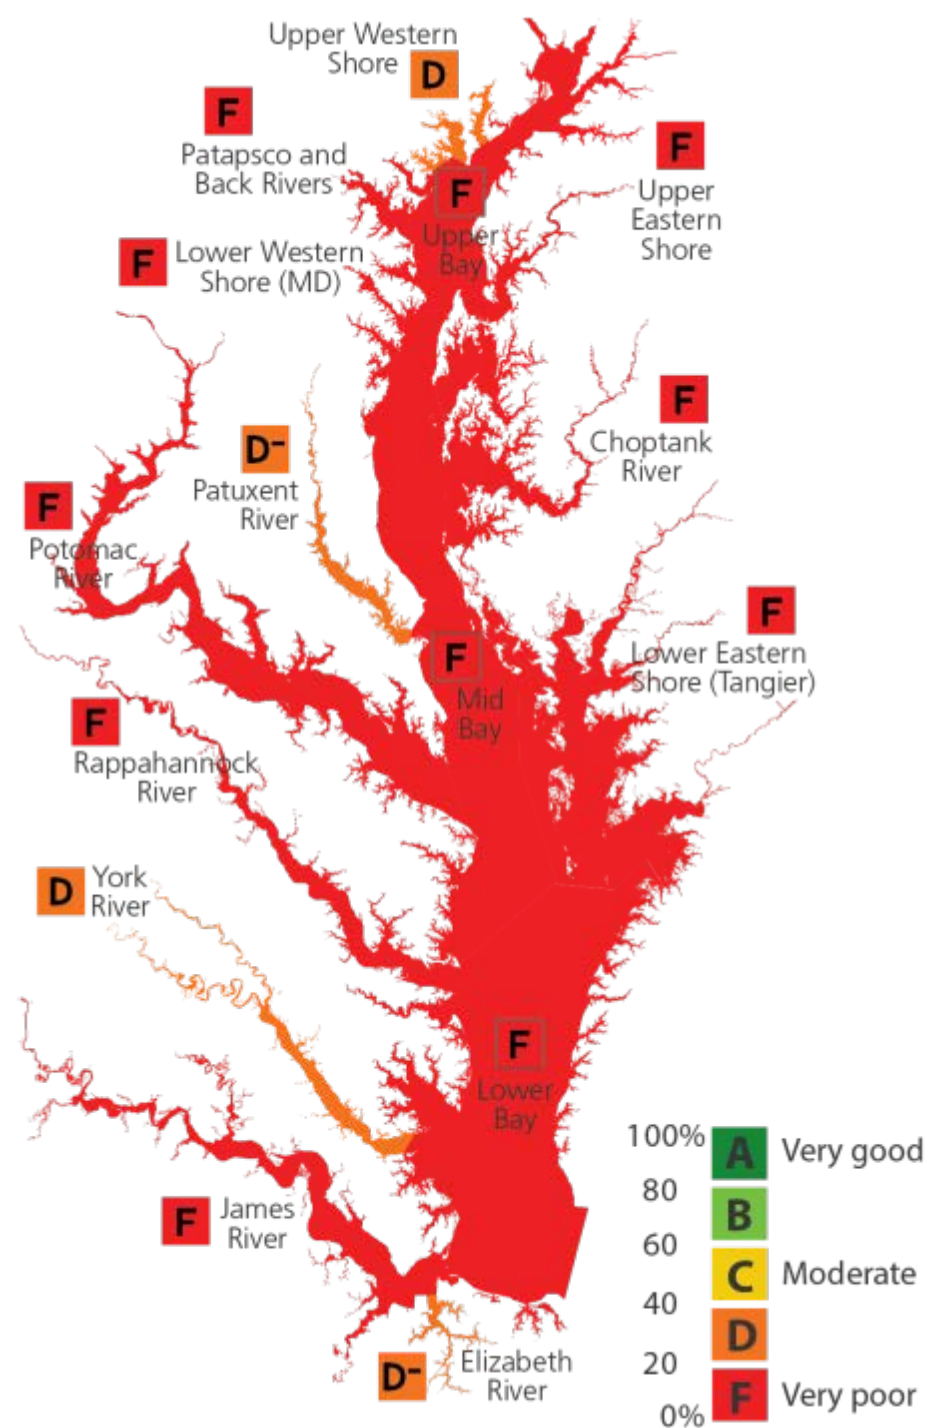 Upper Western
Shore
D
F
Patapsco and
Back Rivers
F
Upper
Eastern
Shore
F
Upper
Bay
F
Lower Western
Shore (MD)
F
Choptank
River
D-
Patuxent
River
F
Potomac
River
F
Lower Eastern
Shore (Tangier)
F
Mid
Bay
F
Rappahannock
River
D
York
River
F
Lower
Bay
F
James
River
D-
Elizabeth
River
100%
A
Very good
80
B
60
C
Moderate
40
D
20
F
Very poor
0%